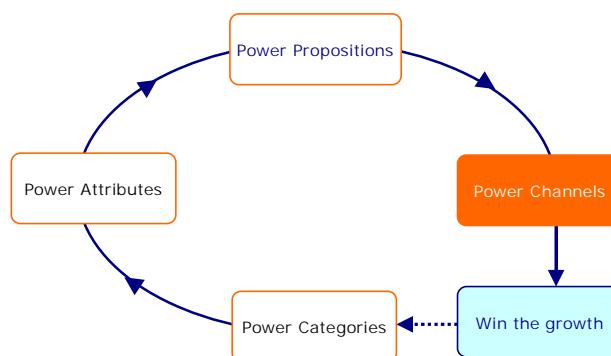 Power Propositions
Power Attributes
Power Channels
Power Categories
Win the growth